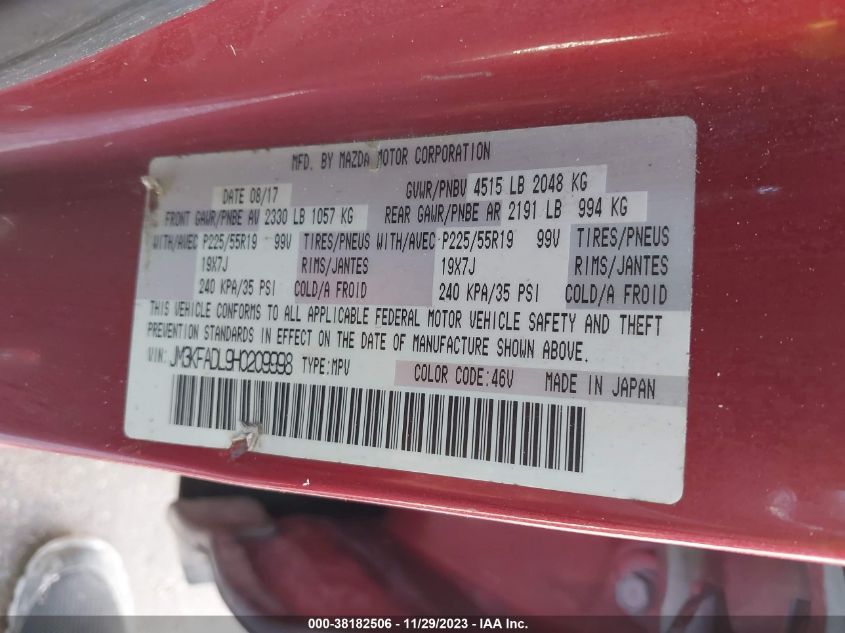 MFD. BY MAZDA MOTOR CORPORATION
DATE 08/17 GVWR/PNBV 4515 LB 2048 KG
FRONT GAWR/PNBE AV 2330 LB 1057 KG REAR GAWR/PNBE AR 2191 LB 994 KG
WITH/AVEC P225/55R19 99V TIRES/PNEUS WITH/AVEC P225/55R19 99V TIRES/PNEUS
19X7J RIMS/JANTES 19X7J RIMS/JANTES
240 KPA/35 PSI COLD/A FROID 240 KPA/35 PSI COLD/A FROID
THIS VEHICLE CONFORMS TO ALL APPLICABLE FEDERAL MOTOR VEHICLE SAFETY AND THEFT
PREVENTION STANDARDS IN EFFECT ON THE DATE OF MANUFACTURE SHOWN ABOVE.
VIN: JM3KFADL9H0209998 TYPE:MPV COLOR CODE:46V MADE IN JAPAN
000-38182506 - 11/29/2023 - IAA Inc.